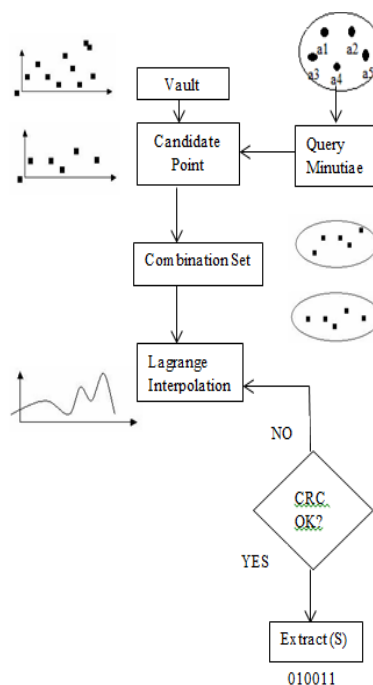 a1 a2
a3 a4 a5
Vault
Candidate
Point
Query
Minutiae
Combination Set
Lagrange
Interpolation
NO
CRC
OK?
YES
Extract (S)
010011